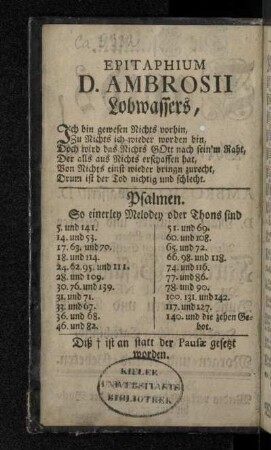 EPITAPHIUM
D. AMBROSII
Lobwassers,
Ich bin gewesen Nichts vorhin,
Zu Nichts ich wieder worden bin,
Doch wird das Nichts GOtt nach sein'm Raht,
Der alls aus Nichts erschaffen hat,
Von Nichts einst wieder bringn zurecht,
Drum ist der Tod nichtig und schlecht.
Psalmen.
So einerley Melodey oder Thons sind
5. und 141.
14. und 53.
17. 63. und 70.
18. und 114.
24. 62. 95. und 111.
28. und 109.
30. 76. und 139.
31. und 71.
33. und 67.
36. und 68.
46. und 82.
51. und 69.
60. und 108.
65. und 72.
66. 98. und 118.
74. und 116.
77. und 86.
78. und 90.
100. 131. und 142.
117. und 127.
140. und die zehen Gebot.
Diß † ist an statt der Pausæ gesetzt
worden.
KIELER
UNIVERSITAETS
BIBLIOTHEK